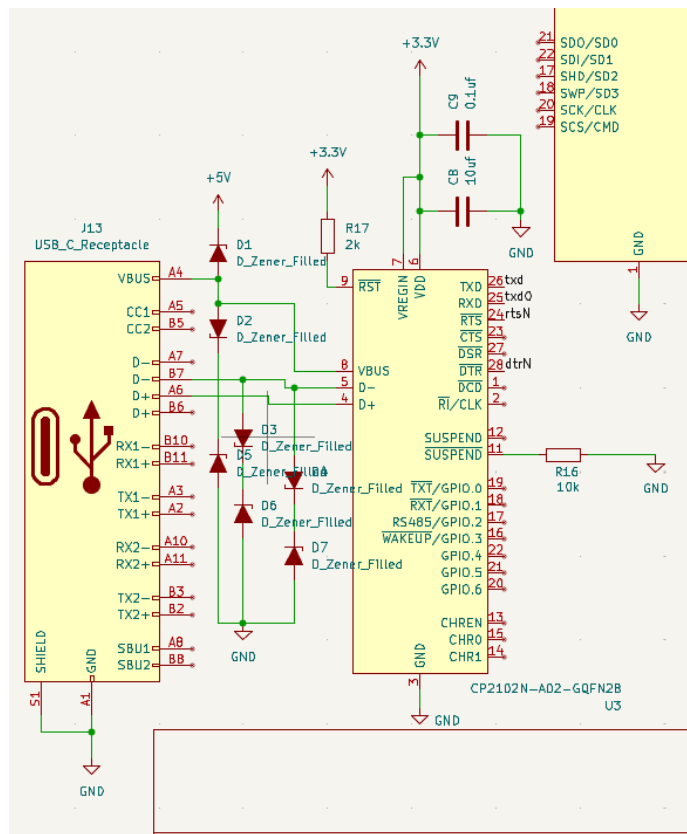 +3.3V
C9
0.1uf
C8
10uf
GND
+3.3V
R17
2k
+5V
J13
USB_C_Receptacle
VBUS A4
CC1 A5
CC2 B5
D- A7
D- B7
D+ A6
D+ B6
RX1- B10
RX1+ B11
TX1- A3
TX1+ A2
RX2- A10
RX2+ A11
TX2- B3
TX2+ B2
SBU1 A8
SBU2 B8
SHIELD
GND
S1
A1
GND
D1
D_Zener_Filled
D2
D_Zener_Filled
D3
D_Zener_Filled
D5
D_Zener_Filled
D4
D_Zener_Filled
D6
D_Zener_Filled
D7
D_Zener_Filled
GND
7
6
VREGIN
VDD
9 RST
8 VBUS
5 D-
4 D+
TXD 26 txd
RXD 25 txd0
RTS 24 rtsN
CTS 23
DSR 27
DTR 28 dtrN
DCD 1
RI/CLK 2
SUSPEND 12
SUSPEND 11
TXT/GPIO.0 19
RXT/GPIO.1 18
RS485/GPIO.2 17
WAKEUP/GPIO.3 16
GPIO.4 22
GPIO.5 21
GPIO.6 20
CHREN 13
CHR0 15
CHR1 14
GND
3
GND
CP2102N-A02-GQFN28
U3
R16
10k
GND
21 SDO/SD0
22 SDI/SD1
17 SHD/SD2
18 SWP/SD3
20 SCK/CLK
19 SCS/CMD
GND
1
GND